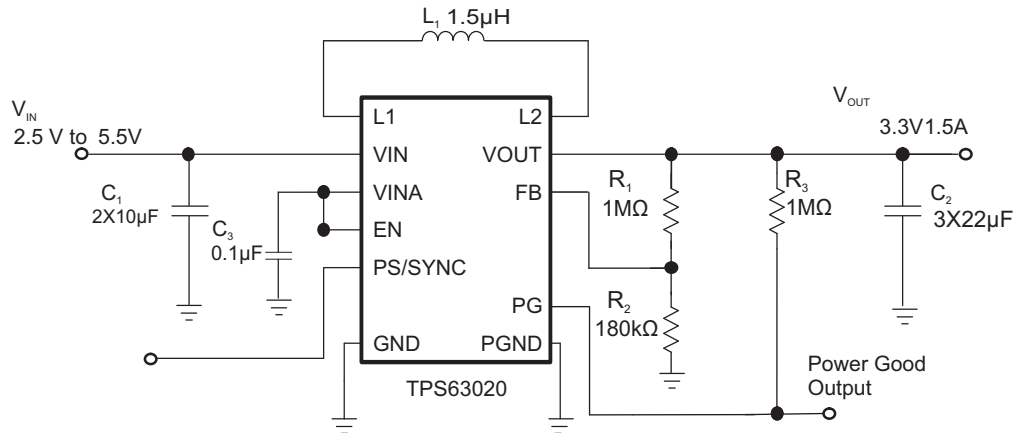 L₁ 1.5µH
V_IN
2.5 V to 5.5V
L1
L2
V_OUT
3.3V1.5A
VIN
VOUT
C₁
2X10µF
VINA
FB
R₁
1MΩ
R₃
1MΩ
C₂
3X22µF
C₃
0.1µF
EN
PS/SYNC
PG
R₂
180kΩ
GND
PGND
TPS63020
Power Good
Output